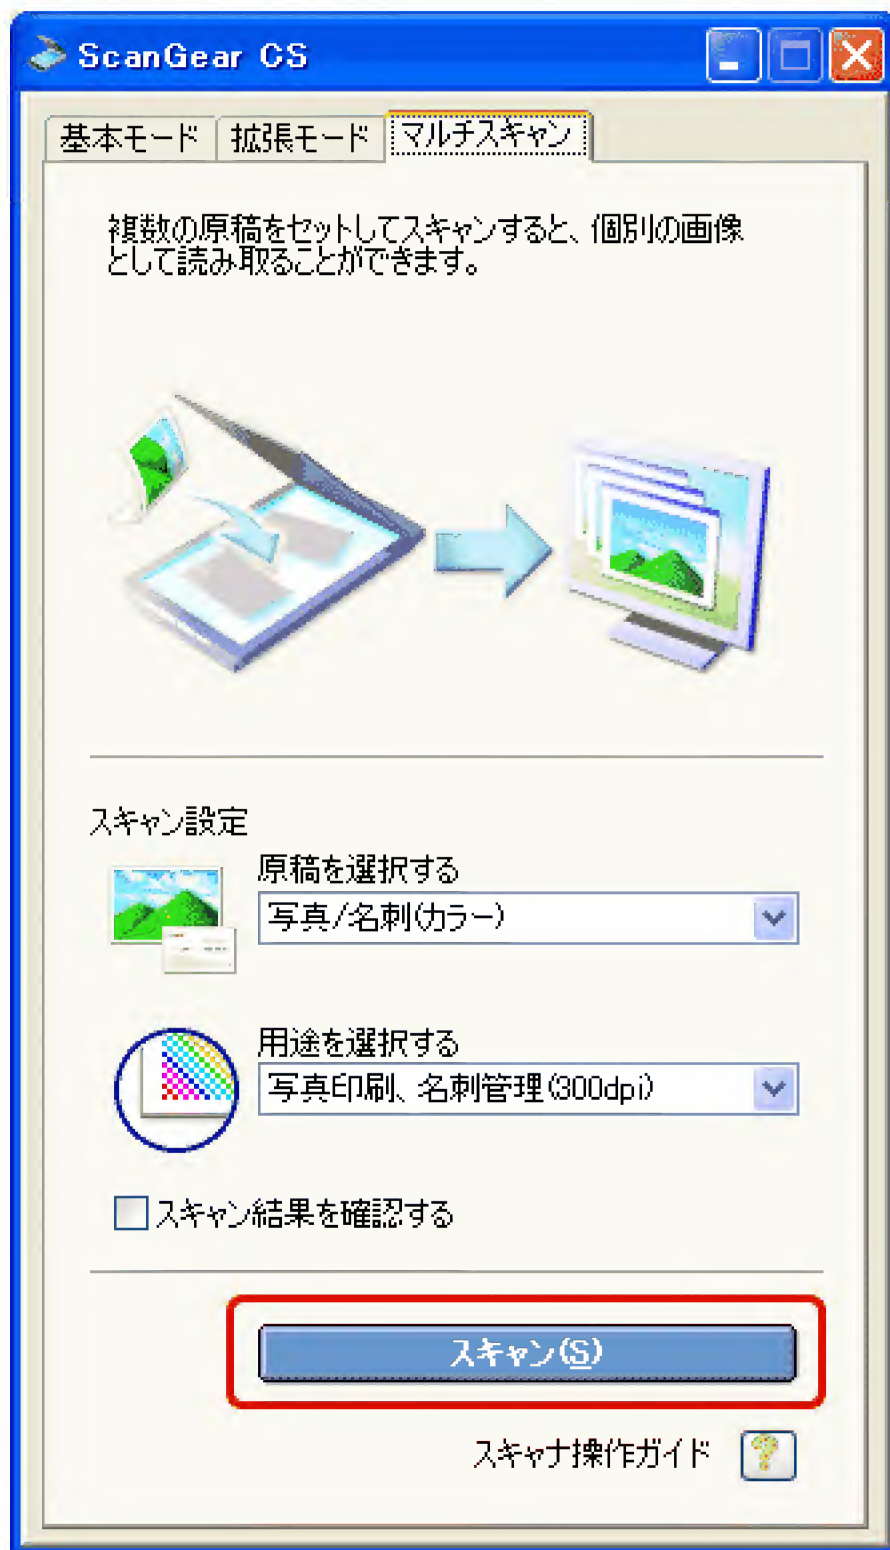 ScanGear CS
基本モード 拡張モード マルチスキャン
複数の原稿をセットしてスキャンすると、個別の画像
として読み取ることができます。
スキャン設定
原稿を選択する
写真/名刺(カラー)
用途を選択する
写真印刷、名刺管理(300dpi)
スキャン結果を確認する
スキャン(S)
スキャナ操作ガイド ?